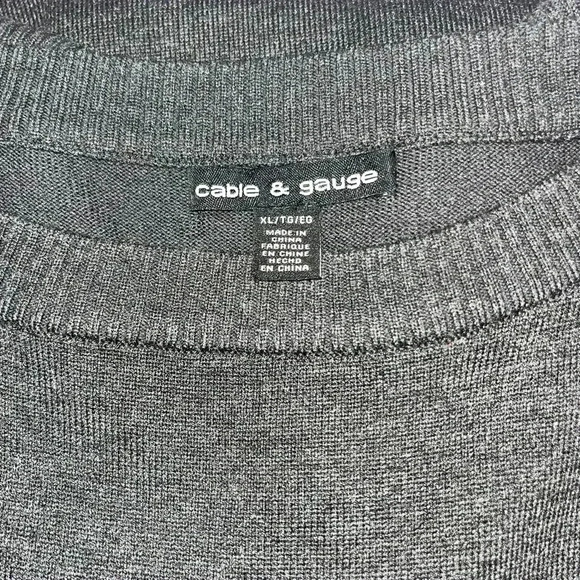 cable & gauge
XL/TG/EG
MADE IN
CHINA
FABRIQUE
EN CHINE
HECHO
EN CHINA